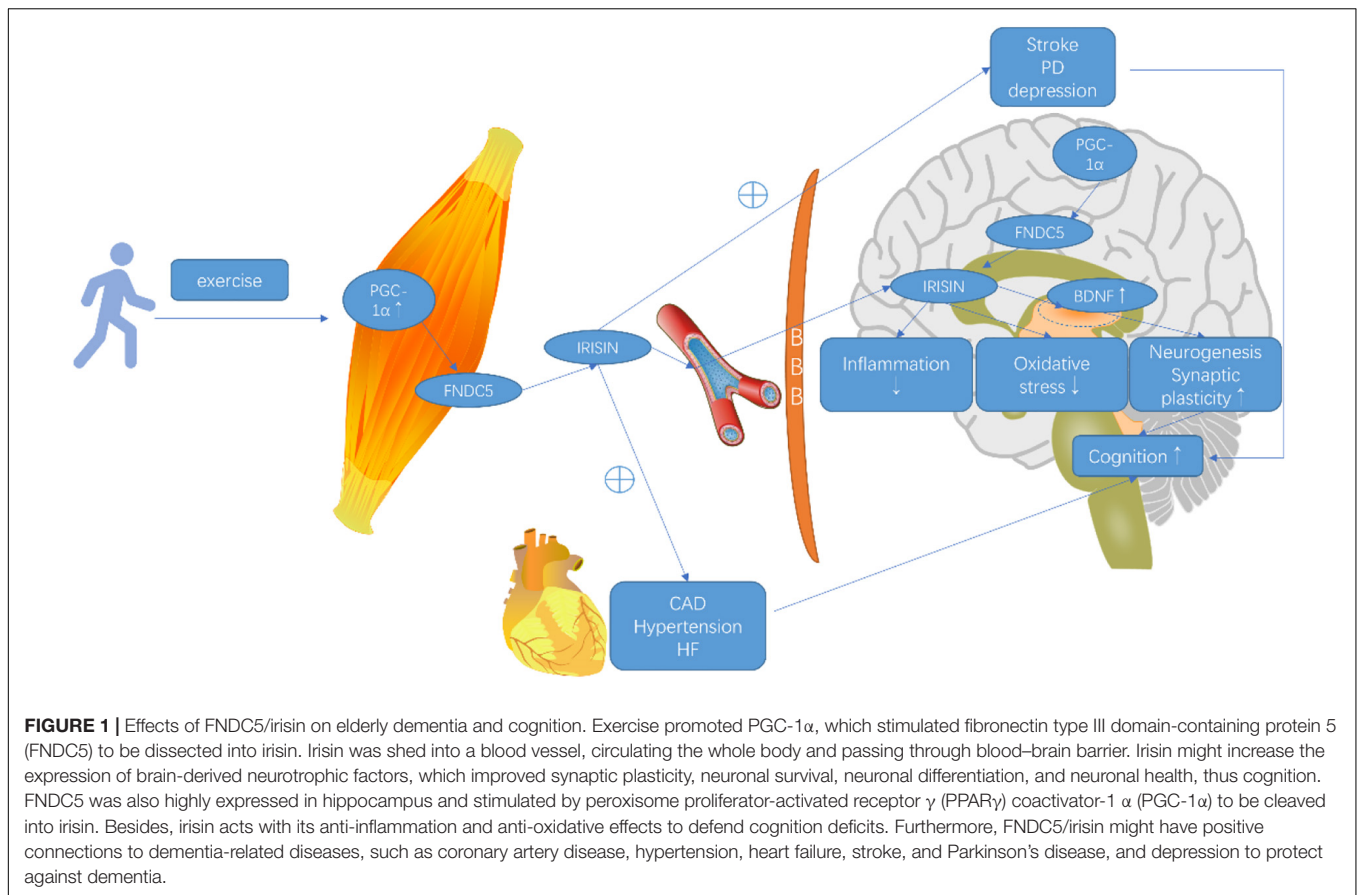 Stroke
PD
depression
PGC-
1α
FNDC5
exercise
PGC-
1α ↑
IRISIN
BDNF ↑
IRISIN
FNDC5
B
B
B
Inflammation
↓
Oxidative
stress ↓
Neurogenesis
Synaptic
plasticity ↑
Cognition ↑
CAD
Hypertension
HF
FIGURE 1 | Effects of FNDC5/irisin on elderly dementia and cognition. Exercise promoted PGC-1α, which stimulated fibronectin type III domain-containing protein 5
(FNDC5) to be dissected into irisin. Irisin was shed into a blood vessel, circulating the whole body and passing through blood–brain barrier. Irisin might increase the
expression of brain-derived neurotrophic factors, which improved synaptic plasticity, neuronal survival, neuronal differentiation, and neuronal health, thus cognition.
FNDC5 was also highly expressed in hippocampus and stimulated by peroxisome proliferator-activated receptor γ (PPARγ) coactivator-1 α (PGC-1α) to be cleaved
into irisin. Besides, irisin acts with its anti-inflammation and anti-oxidative effects to defend cognition deficits. Furthermore, FNDC5/irisin might have positive
connections to dementia-related diseases, such as coronary artery disease, hypertension, heart failure, stroke, and Parkinson's disease, and depression to protect
against dementia.